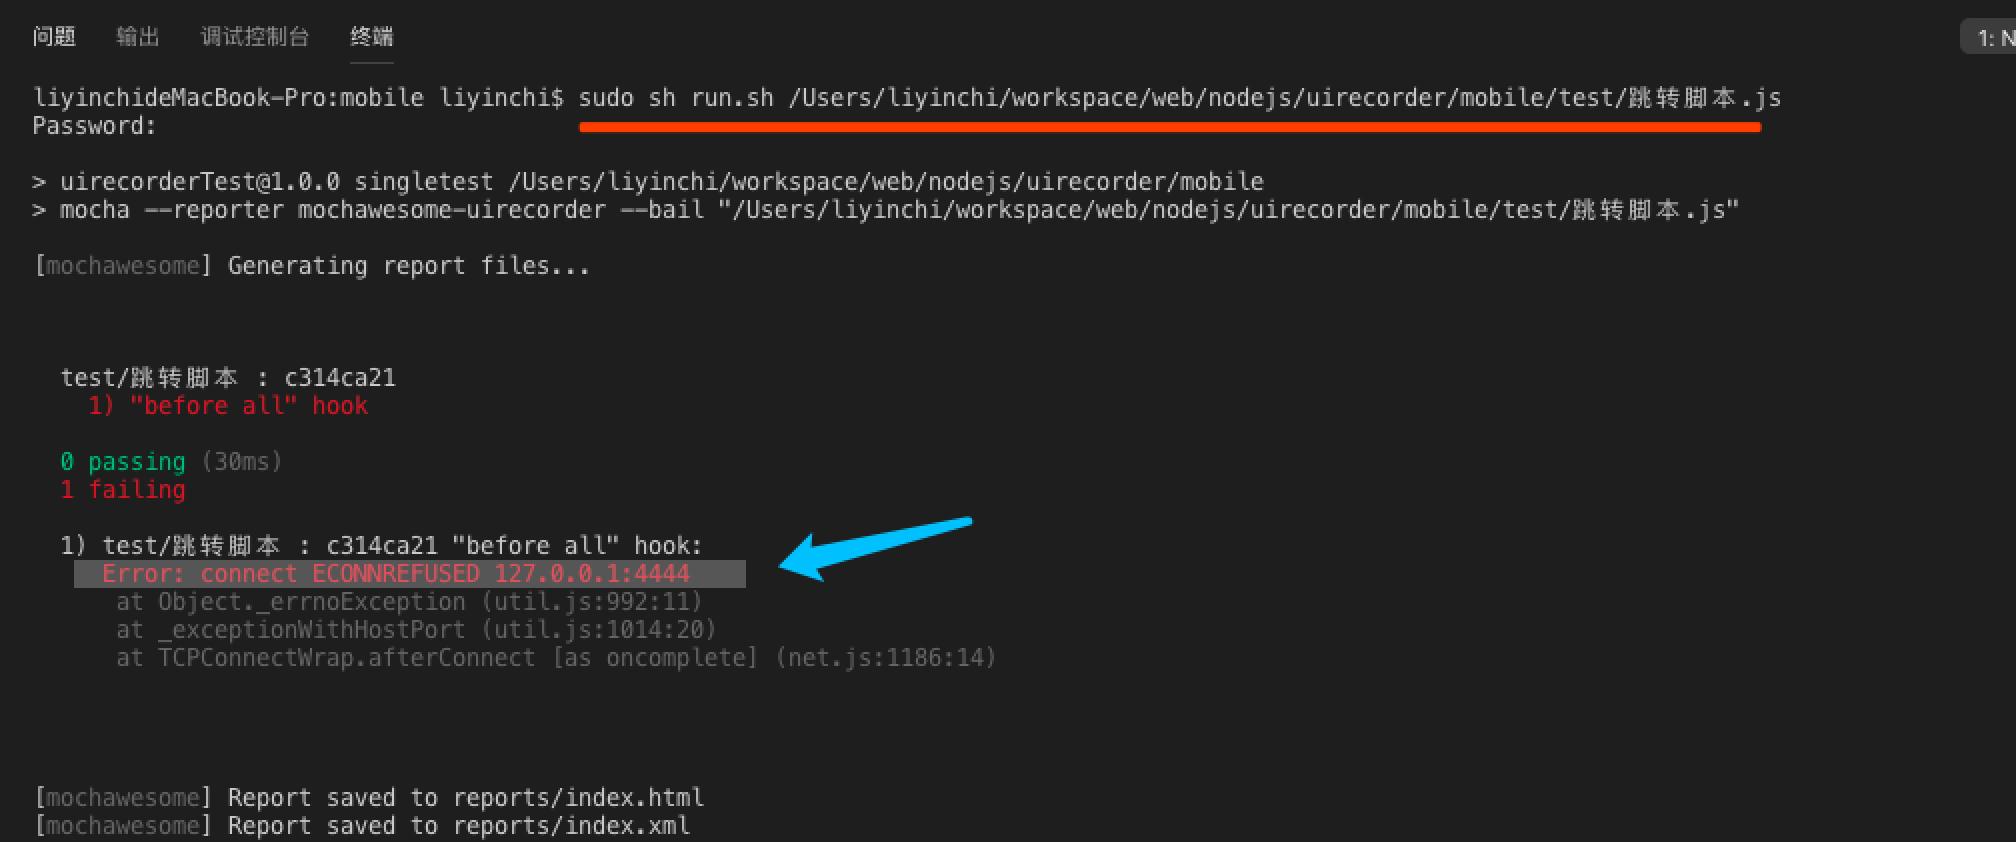 问题 输出 调试控制台 终端 1: N
liyinchideMacBook-Pro:mobile liyinchi$ sudo sh run.sh /Users/liyinchi/workspace/web/nodejs/uirecorder/mobile/test/跳转脚本.js
Password:
> uirecorderTest@1.0.0 singletest /Users/liyinchi/workspace/web/nodejs/uirecorder/mobile
> mocha --reporter mochawesome-uirecorder --bail "/Users/liyinchi/workspace/web/nodejs/uirecorder/mobile/test/跳转脚本.js"
[mochawesome] Generating report files...
test/跳转脚本 : c314ca21
1) "before all" hook
0 passing (30ms)
1 failing
1) test/跳转脚本 : c314ca21 "before all" hook:
Error: connect ECONNREFUSED 127.0.0.1:4444
at Object._errnoException (util.js:992:11)
at _exceptionWithHostPort (util.js:1014:20)
at TCPConnectWrap.afterConnect [as oncomplete] (net.js:1186:14)
[mochawesome] Report saved to reports/index.html
[mochawesome] Report saved to reports/index.xml